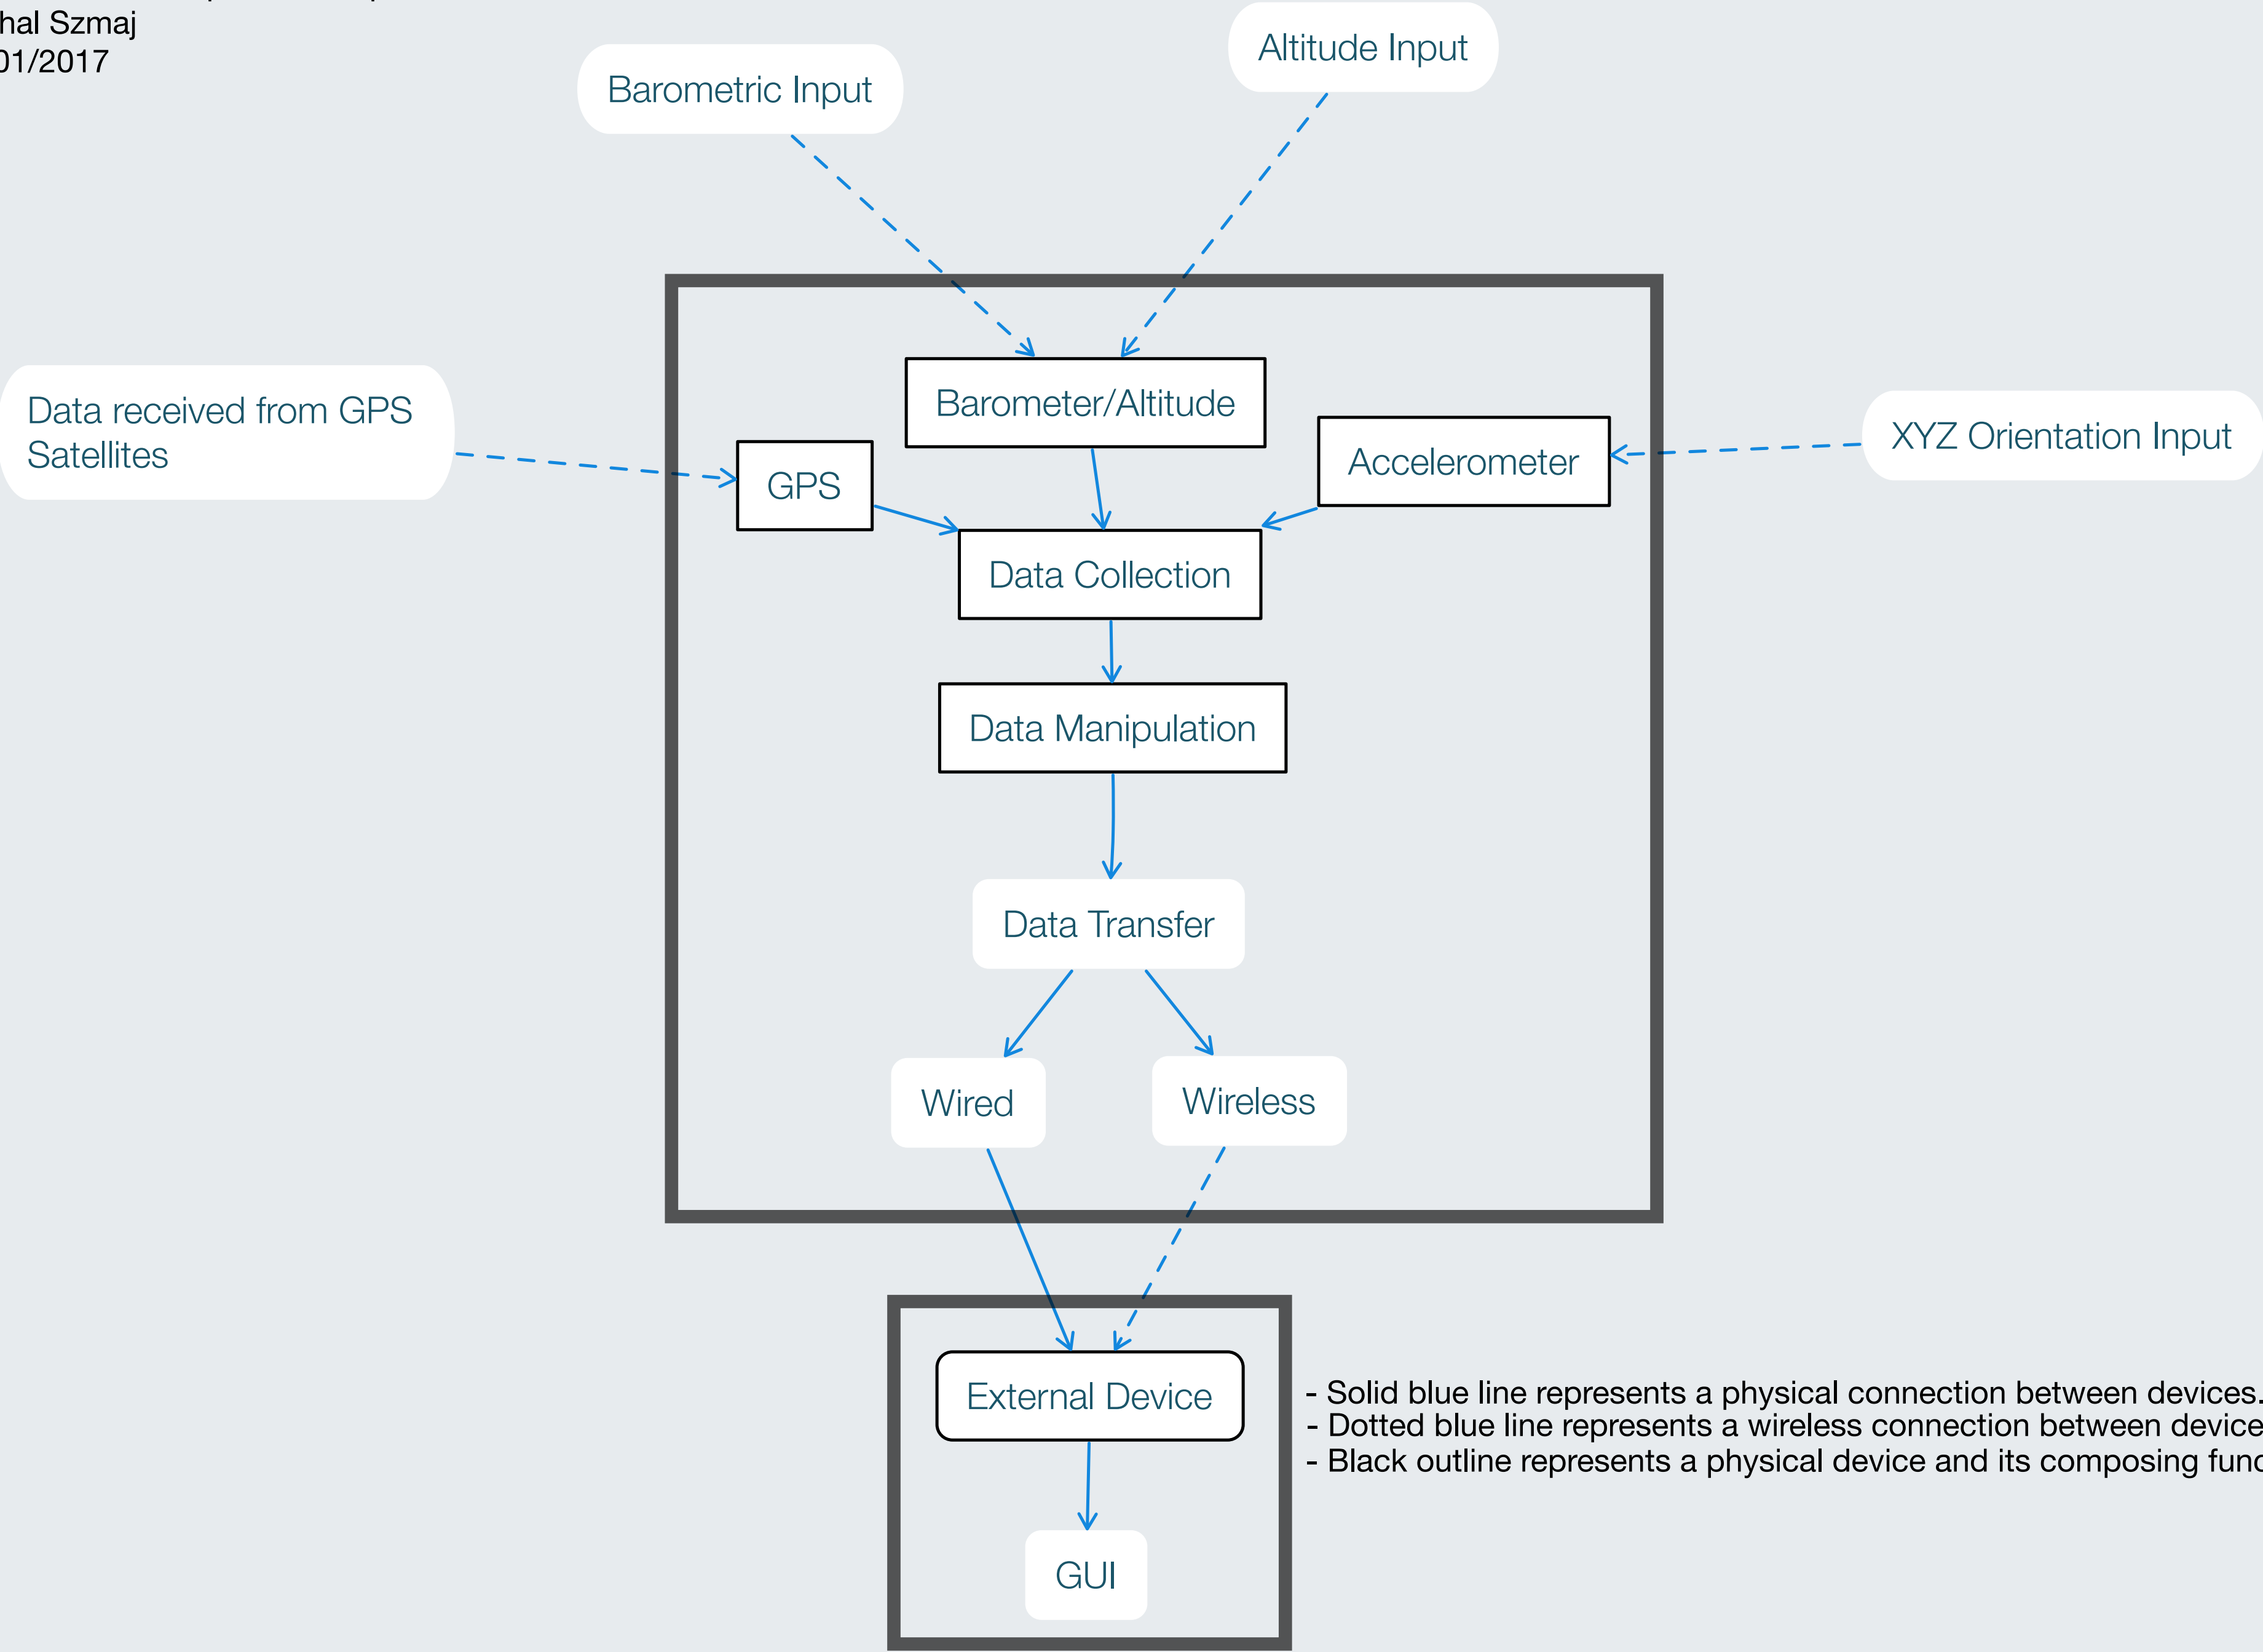 hal Szmaj
01/2017
Altitude Input
Barometric Input
Data received from GPS
Satellites
Barometer/Altitude
XYZ Orientation Input
Accelerometer
GPS
Data Collection
Data Manipulation
Data Transfer
Wired
Wireless
External Device
- Solid blue line represents a physical connection between devices.
- Dotted blue line represents a wireless connection between device
- Black outline represents a physical device and its composing func
GUI